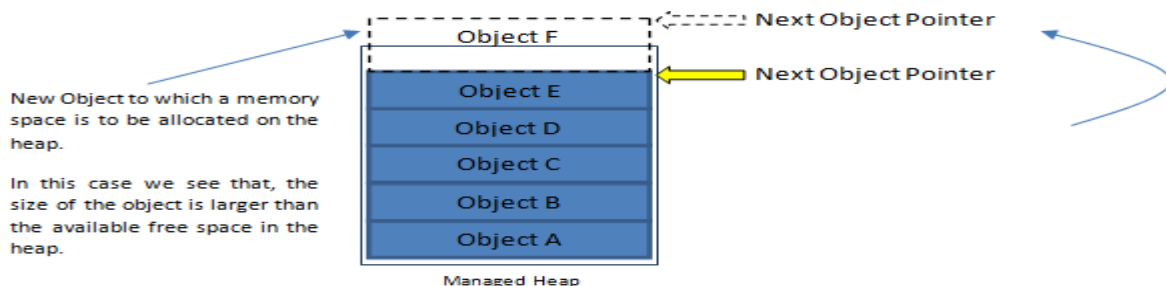 Object F
Next Object Pointer
Next Object Pointer
New Object to which a memory
space is to be allocated on the
heap.
In this case we see that, the
size of the object is larger than
the available free space in the
heap.
Object E
Object D
Object C
Object B
Object A
Managed Heap